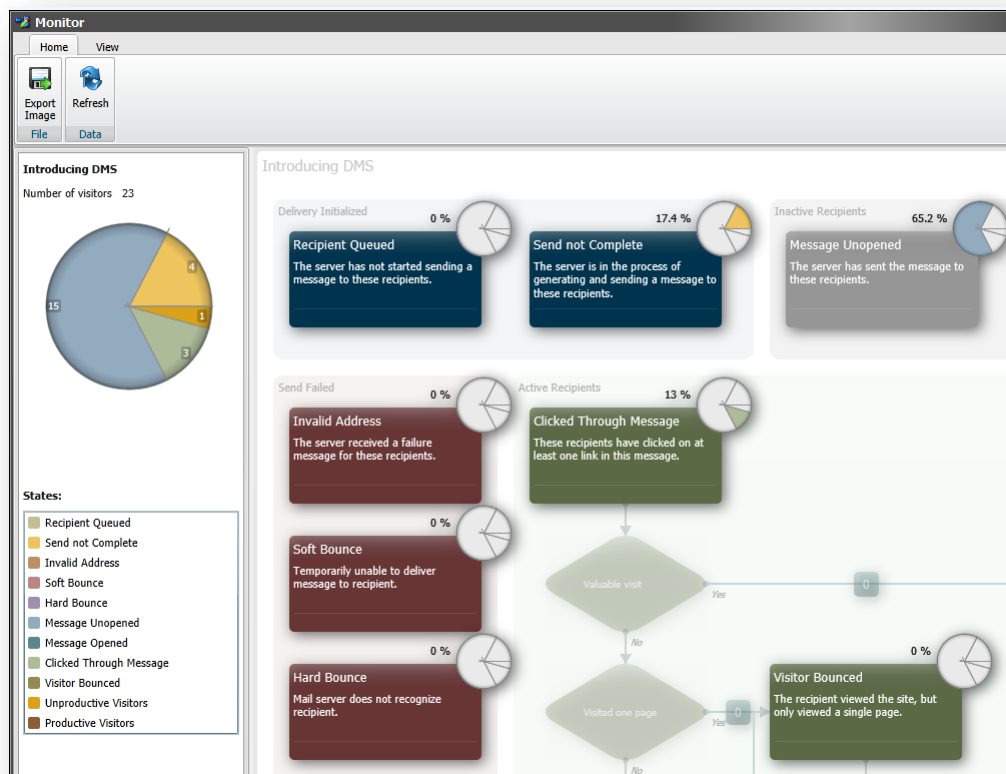 Monitor
Home View
Export
Image
Refresh
File
Data
Introducing DMS
Number of visitors 23
4
15
1
3
States:
Recipient Queued
Send not Complete
Invalid Address
Soft Bounce
Hard Bounce
Message Unopened
Message Opened
Clicked Through Message
Visitor Bounced
Unproductive Visitors
Productive Visitors
Introducing DMS
Delivery Initialized
0 %
Recipient Queued
The server has not started sending a
message to these recipients.
17.4 %
Send not Complete
The server is in the process of
generating and sending a message to
these recipients.
Inactive Recipients
65.2 %
Message Unopened
The server has sent the message to
these recipients.
Send Failed
0 %
Invalid Address
The server received a failure
message for these recipients.
0 %
Soft Bounce
Temporarily unable to deliver
message to recipient.
0 %
Hard Bounce
Mail server does not recognize
recipient.
Active Recipients
13 %
Clicked Through Message
These recipients have clicked on at
least one link in this message.
Valuable visit
Yes
0
No
Visited one page
Yes
0
No
0 %
Visitor Bounced
The recipient viewed the site, but
only viewed a single page.